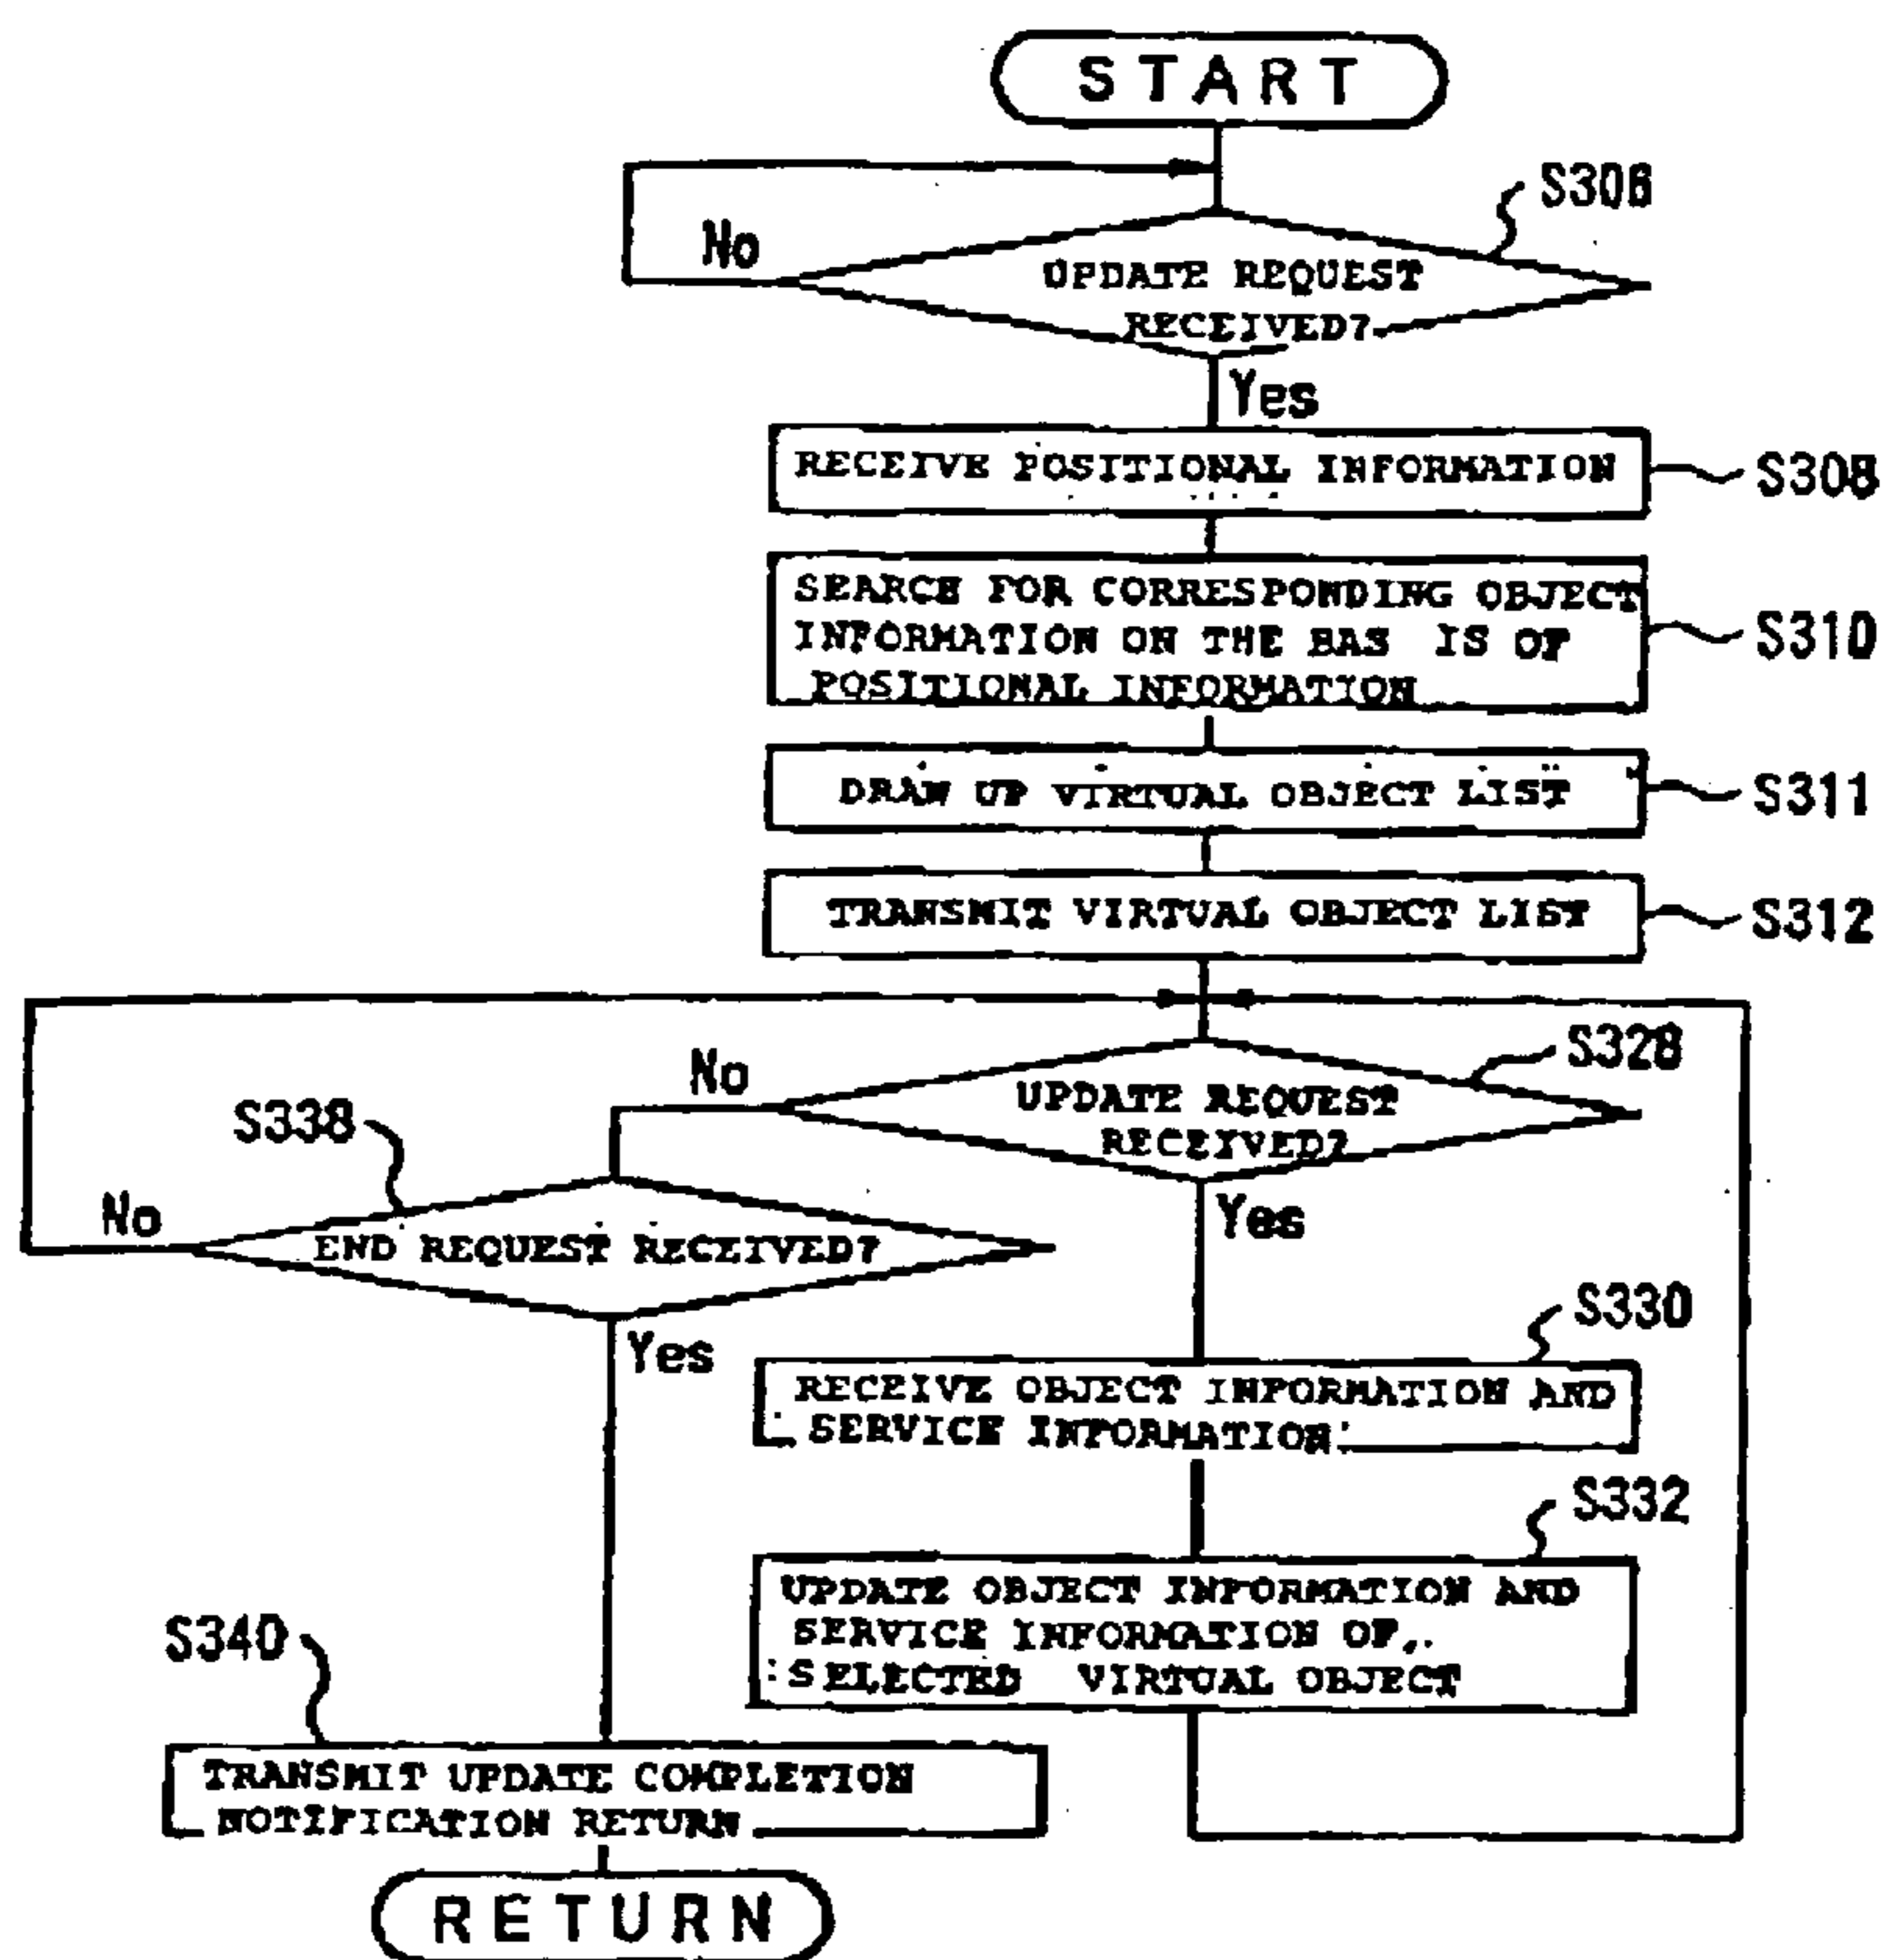 START
S306
No
UPDATE REQUEST
RECEIVED?
Yes
RECEIVE POSITIONAL INFORMATION
S308
SEARCH FOR CORRESPONDING OBJECT
INFORMATION ON THE BAS IS OF
POSITIONAL INFORMATION
S310
DRAW UP VIRTUAL OBJECT LIST
S311
TRANSMIT VIRTUAL OBJECT LIST
S312
S328
No
UPDATE REQUEST
RECEIVED?
Yes
S338
No
END REQUEST RECEIVED?
Yes
S330
RECEIVE OBJECT INFORMATION AND
SERVICE INFORMATION
S332
UPDATE OBJECT INFORMATION AND
SERVICE INFORMATION OF
SELECTED VIRTUAL OBJECT
S340
TRANSMIT UPDATE COMPLETION
NOTIFICATION RETURN
RETURN